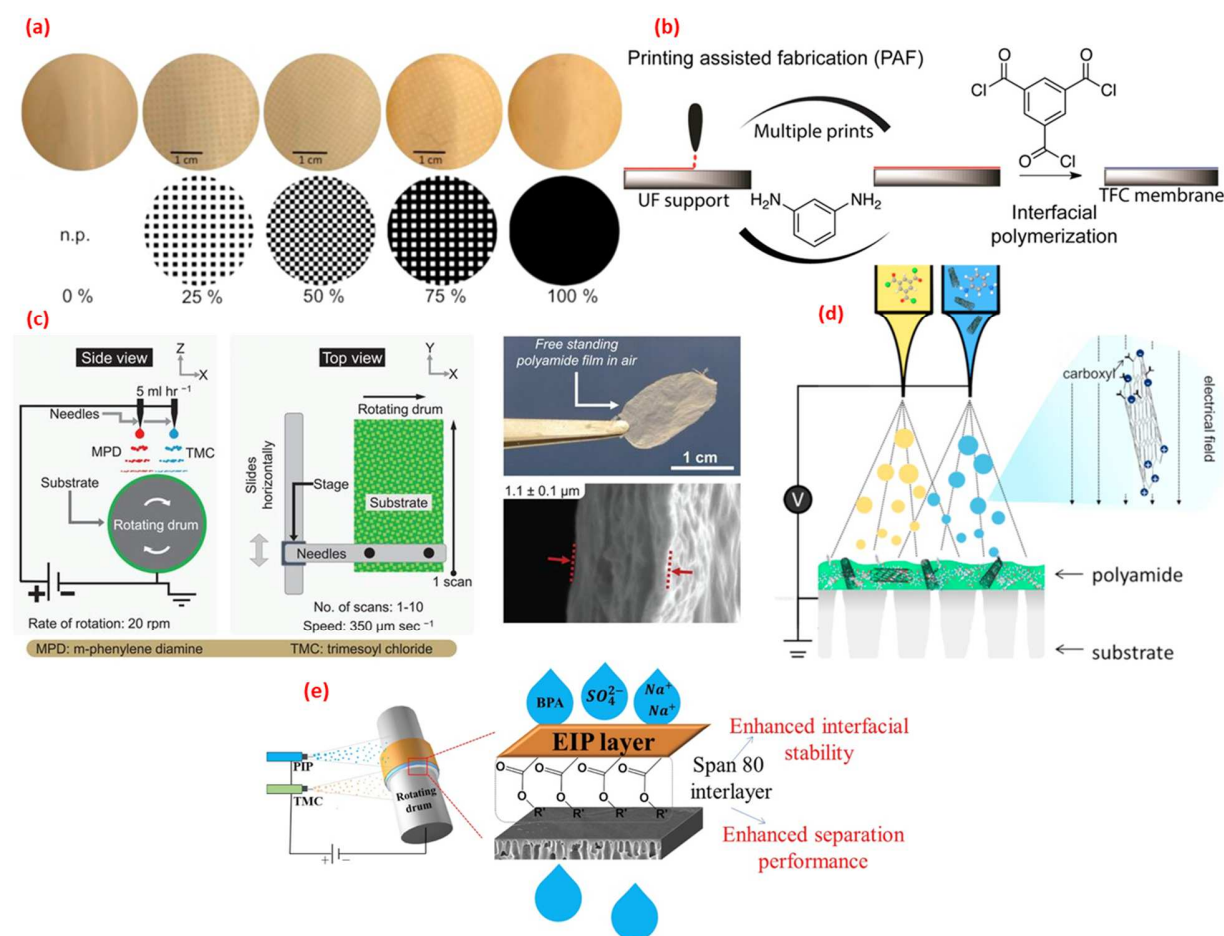 (a)
1 cm
1 cm
1 cm
n.p.
0 %
25 %
50 %
75 %
100 %
(b)
Printing assisted fabrication (PAF)
Multiple prints
UF support
H₂N
NH₂
O
Cl
O
Cl
O
Cl
Interfacial
polymerization
TFC membrane
(c)
Side view
Z
X
5 ml hr ⁻¹
Needles
MPD
TMC
Substrate
Rotating drum
+ -
Rate of rotation: 20 rpm
Top view
Y
X
Rotating drum
Slides
horizontally
Stage
Substrate
Needles
1 scan
No. of scans: 1-10
Speed: 350 μm sec ⁻¹
MPD: m-phenylene diamine
TMC: trimesoyl chloride
Free standing
polyamide film in air
1 cm
1.1 ± 0.1 μm
(d)
V
carboxyl
electrical field
polyamide
substrate
(e)
PIP
TMC
Rotating
drum
+ -
BPA
SO₄²⁻
Na⁺
Na⁺
EIP layer
O
O
O
O
O
O
O
O
R'
R'
R'
R'
Span 80
interlayer
Enhanced interfacial
stability
Enhanced separation
performance